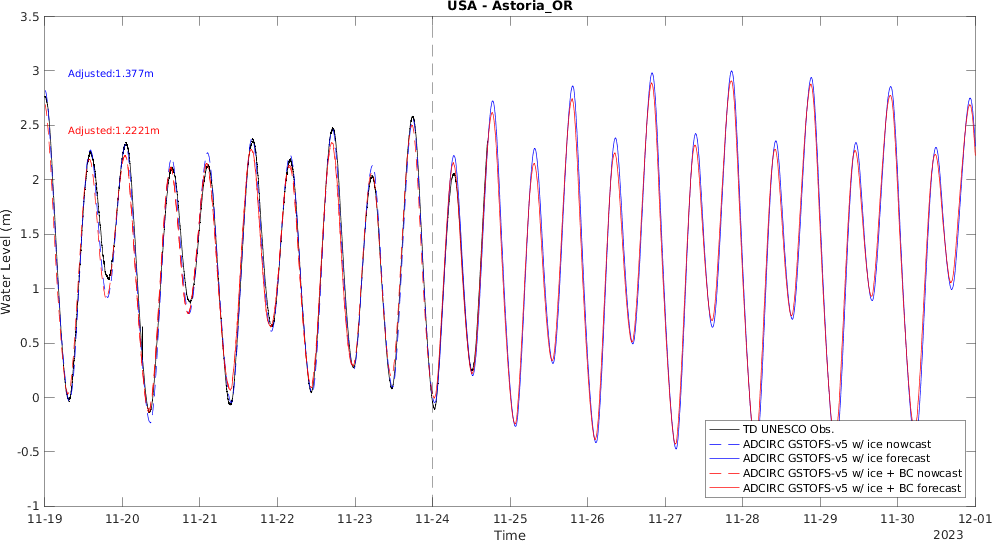 USA - Astoria_OR
3.5
3
2.5
2
1.5
1
0.5
0
-0.5
-1
Water Level (m)
Adjusted:1.377m
Adjusted:1.2221m
TD UNESCO Obs.
ADCIRC GSTOFS-v5 w/ ice nowcast
ADCIRC GSTOFS-v5 w/ ice forecast
ADCIRC GSTOFS-v5 w/ ice + BC nowcast
ADCIRC GSTOFS-v5 w/ ice + BC forecast
11-19 11-20 11-21 11-22 11-23 11-24 11-25 11-26 11-27 11-28 11-29 11-30 12-01
Time
2023